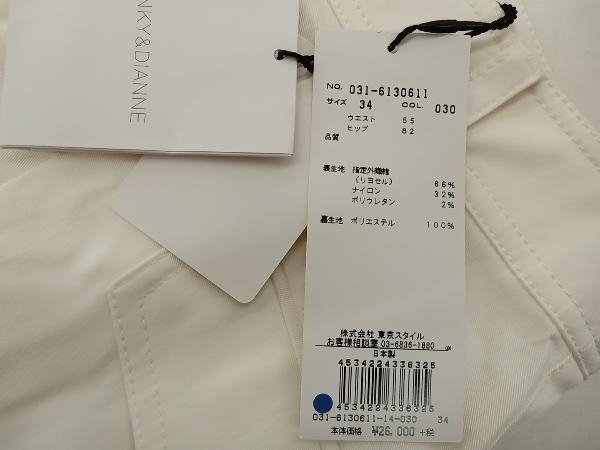 NKY&DIANNE
NO. 031-6130611
サイズ 34 COL. 030
ウエスト 55
ヒップ 82
品質
表生地 指定外繊維
(リヨセル) 66%
ナイロン 32%
ポリウレタン 2%
裏生地 ポリエステル 100%
株式会社 東京スタイル
お客様相談室 03-6836-1880
日本製
4534224336325
4534224336325
031-6130611-14-030 34
本体価格 ¥26,000 +税